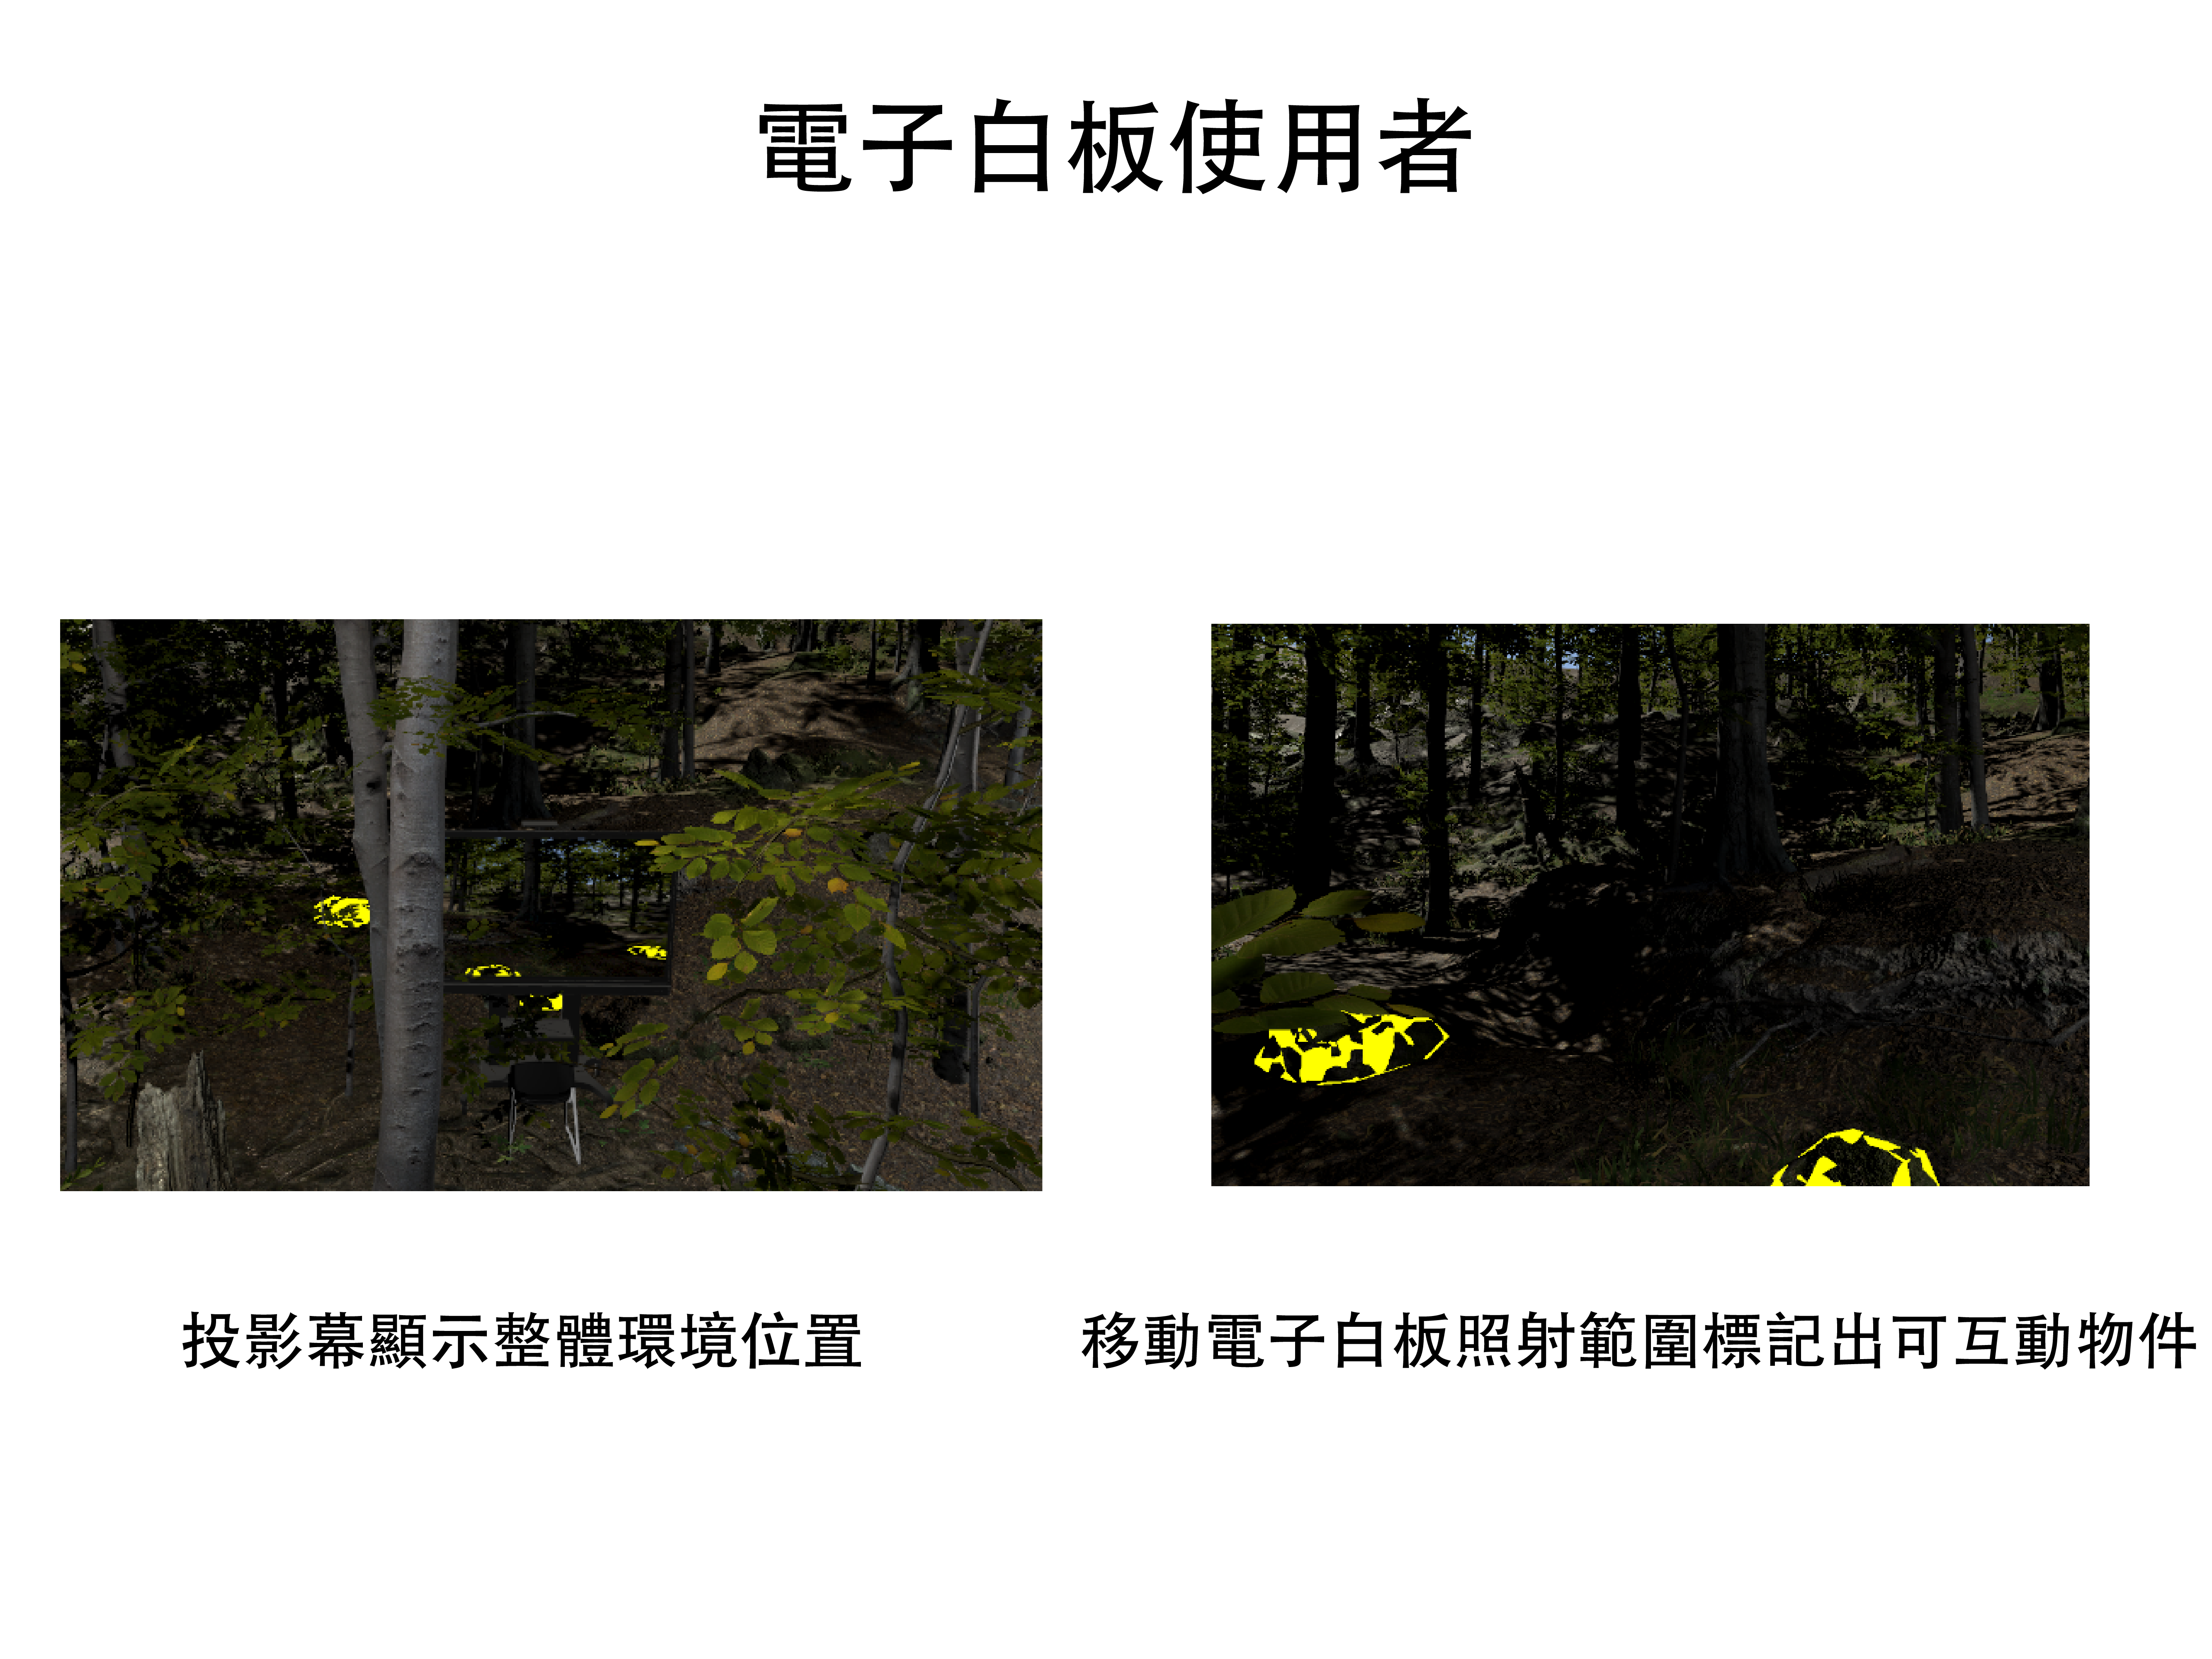 電子白板使用者
投影幕顯示整體環境位置
移動電子白板照射範圍標記出可互動物件